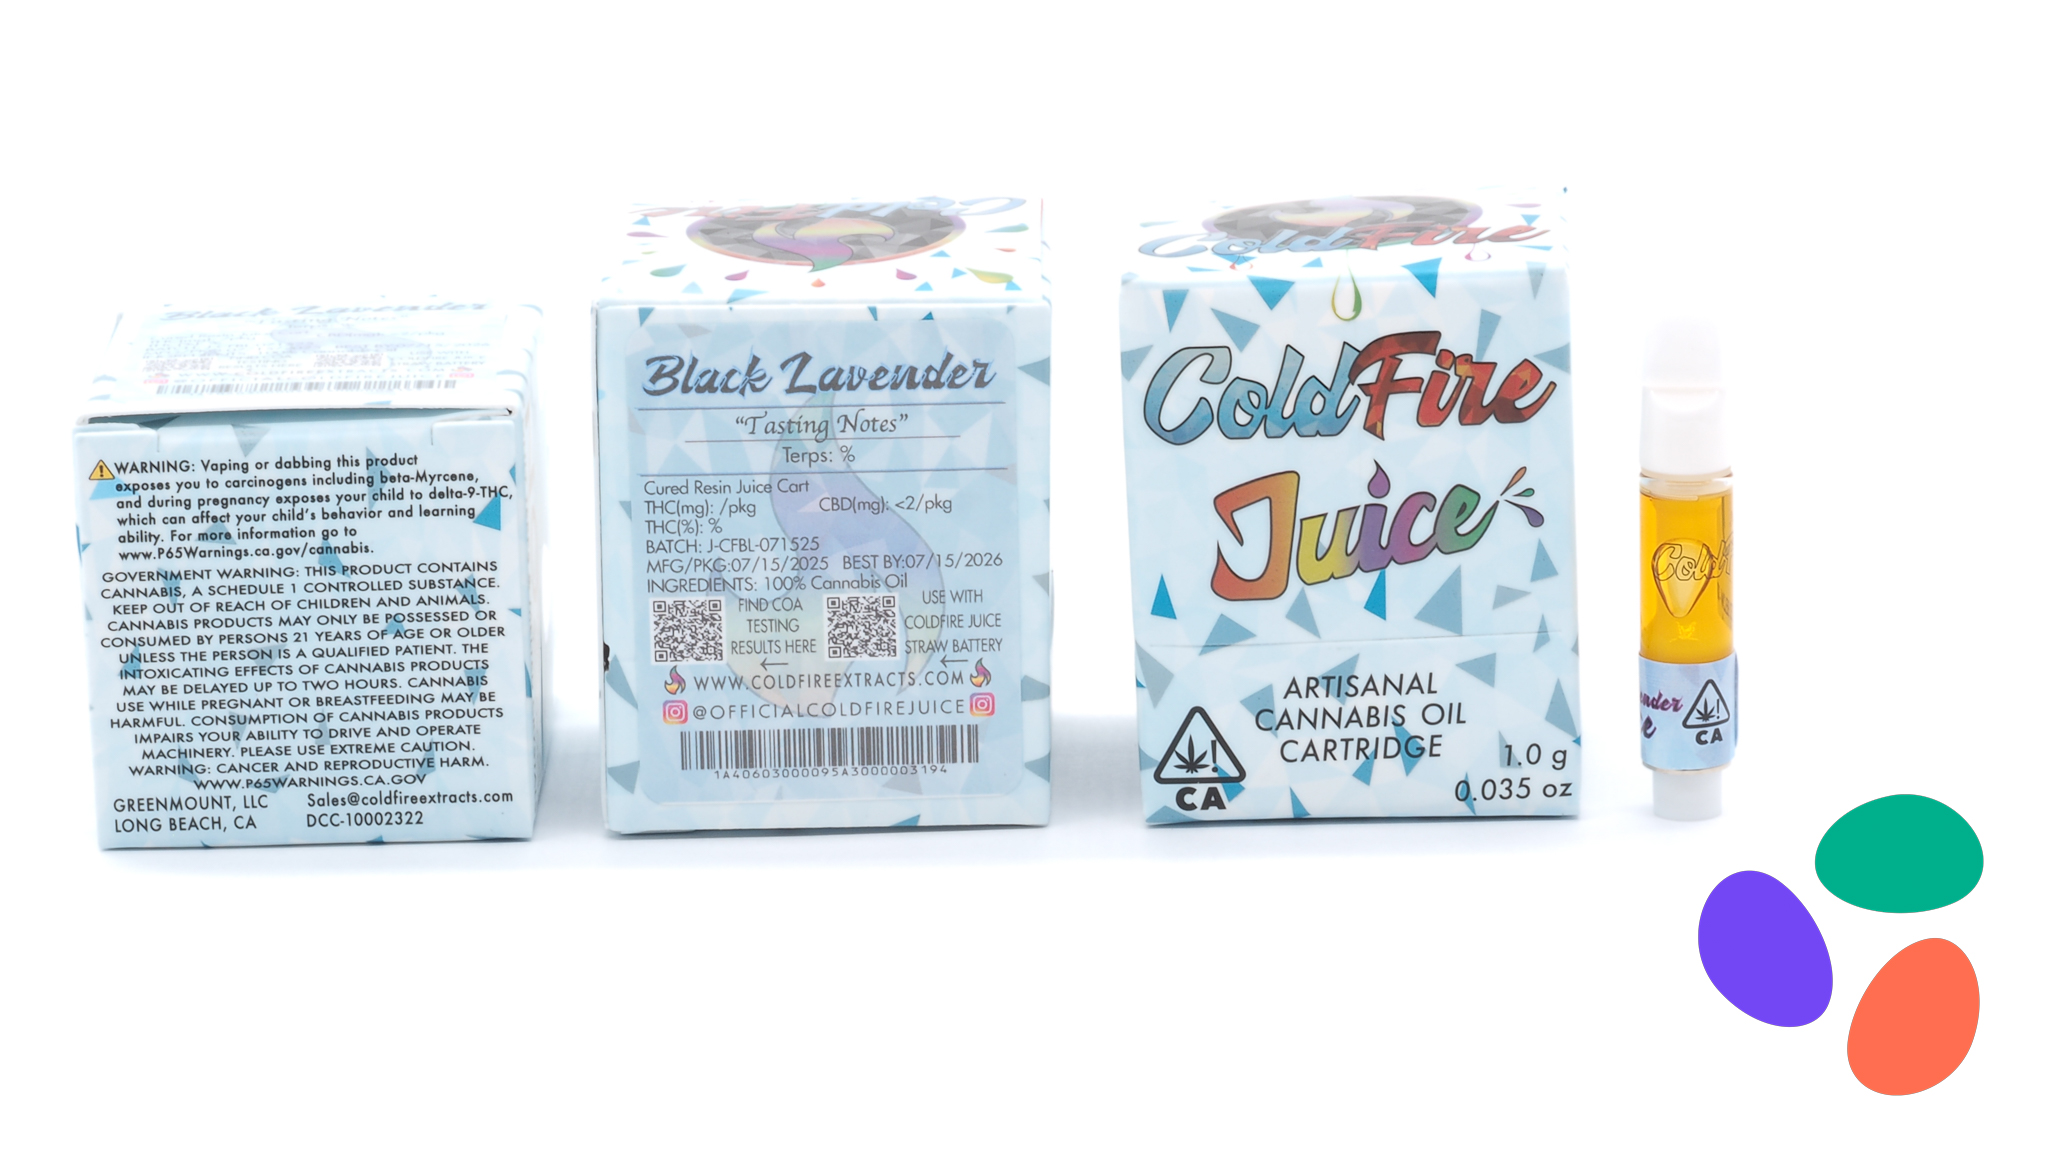 Black Lavender
WARNING: Vaping or dabbing this product
exposes you to carcinogens including beta-Myrcene,
and during pregnancy exposes your child to delta-9-THC,
which can affect your child's behavior and learning
ability. For more information go to
www.P65Warnings.ca.gov/cannabis.
GOVERNMENT WARNING: THIS PRODUCT CONTAINS
CANNABIS, A SCHEDULE 1 CONTROLLED SUBSTANCE.
KEEP OUT OF REACH OF CHILDREN AND ANIMALS.
CANNABIS PRODUCTS MAY ONLY BE POSSESSED OR
CONSUMED BY PERSONS 21 YEARS OF AGE OR OLDER
UNLESS THE PERSON IS A QUALIFIED PATIENT. THE
INTOXICATING EFFECTS OF CANNABIS PRODUCTS
MAY BE DELAYED UP TO TWO HOURS. CANNABIS
USE WHILE PREGNANT OR BREASTFEEDING MAY BE
HARMFUL. CONSUMPTION OF CANNABIS PRODUCTS
IMPAIRS YOUR ABILITY TO DRIVE AND OPERATE
MACHINERY. PLEASE USE EXTREME CAUTION.
WARNING: CANCER AND REPRODUCTIVE HARM.
WWW.P65WARNINGS.CA.GOV
GREENMOUNT, LLC Sales@coldfireextracts.com
LONG BEACH, CA DCC-10002322
ColdFire
Black Lavender
"Tasting Notes"
Terps: %
Cured Resin Juice Cart
THC(mg): /pkg CBD(mg): <2/pkg
THC(%): %
BATCH: J-CFBL-071525
MFG/PKG:07/15/2025 BEST BY:07/15/2026
INGREDIENTS: 100% Cannabis Oil
FIND COA
TESTING
RESULTS HERE
USE WITH
COLDFIRE JUICE
STRAW BATTERY
WWW.COLDFIREEXTRACTS.COM
@OFFICIALCOLDFIREJUICE
1A40603000095A3000003194
ColdFire
ColdFire
Juice
ARTISANAL
CANNABIS OIL
CARTRIDGE
CA
1.0 g
0.035 oz
Cold
CA